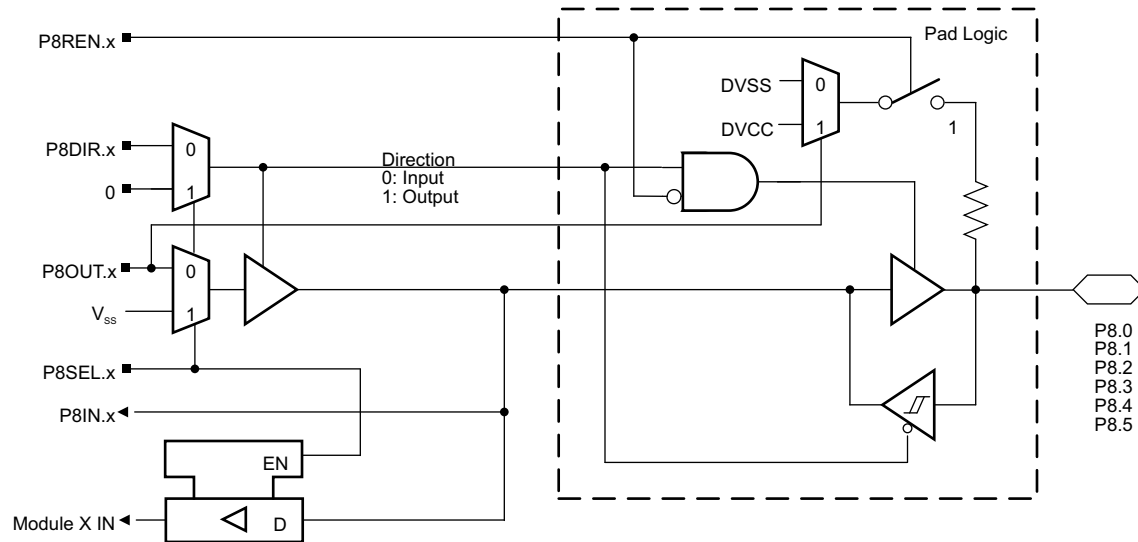 Pad Logic
P8REN.x
DVSS
0
DVCC
1
1
P8DIR.x
0
0
1
Direction
0: Input
1: Output
P8OUT.x
0
VSS
1
P8.0
P8.1
P8.2
P8.3
P8.4
P8.5
P8SEL.x
P8IN.x
EN
Module X IN
D